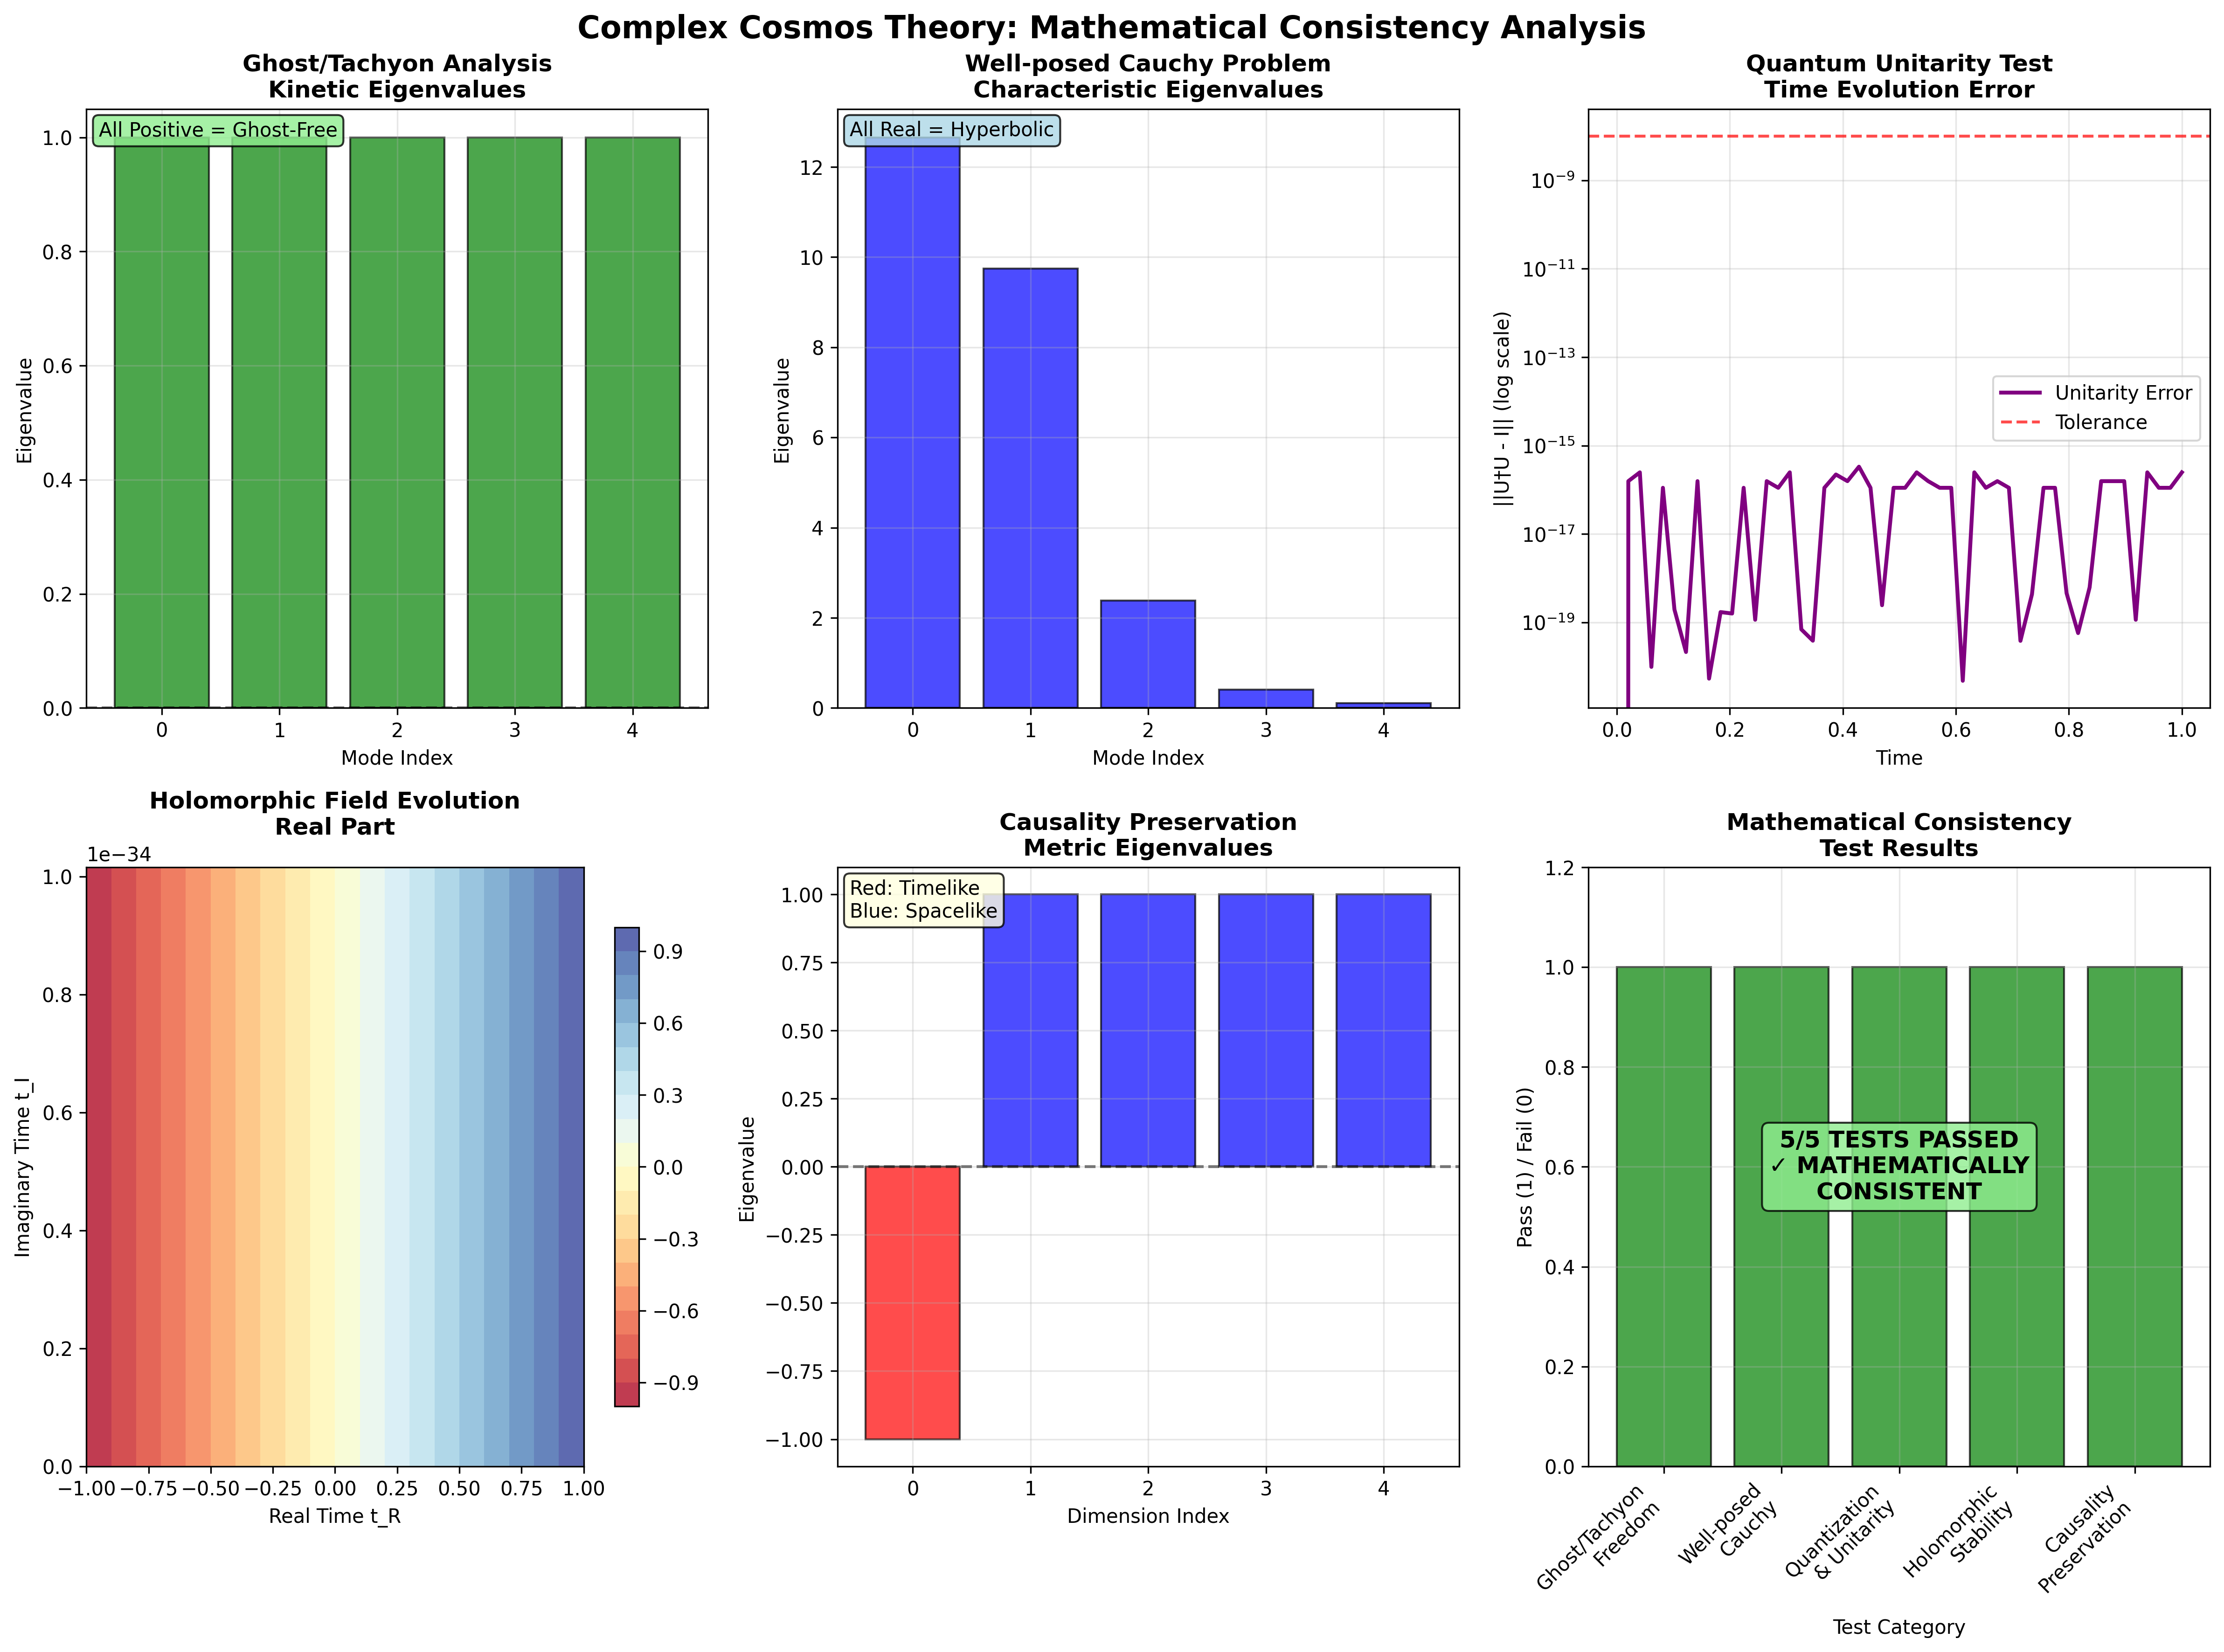 Complex Cosmos Theory: Mathematical Consistency Analysis
Ghost/Tachyon Analysis
Kinetic Eigenvalues
All Positive = Ghost-Free
1.0
0.8
0.6
0.4
0.2
0.0
Eigenvalue
0 1 2 3 4
Mode Index
Well-posed Cauchy Problem
Characteristic Eigenvalues
All Real = Hyperbolic
12
10
8
6
4
2
0
Eigenvalue
0 1 2 3 4
Mode Index
Quantum Unitarity Test
Time Evolution Error
10⁻⁹
10⁻¹¹
10⁻¹³
10⁻¹⁵
10⁻¹⁷
10⁻¹⁹
||U†U - I|| (log scale)
Unitarity Error
Tolerance
0.0 0.2 0.4 0.6 0.8 1.0
Time
Holomorphic Field Evolution
Real Part
1e−34
1.0
0.8
0.6
0.4
0.2
0.0
Imaginary Time t_I
−1.00 −0.75 −0.50 −0.25 0.00 0.25 0.50 0.75 1.00
Real Time t_R
0.9
0.6
0.3
0.0
−0.3
−0.6
−0.9
Causality Preservation
Metric Eigenvalues
Red: Timelike
Blue: Spacelike
1.00
0.75
0.50
0.25
0.00
−0.25
−0.50
−0.75
−1.00
Eigenvalue
0 1 2 3 4
Dimension Index
Mathematical Consistency
Test Results
1.2
1.0
0.8
0.6
0.4
0.2
0.0
Pass (1) / Fail (0)
5/5 TESTS PASSED
✓ MATHEMATICALLY
CONSISTENT
Ghost/Tachyon
Freedom
Well-posed
Cauchy
Quantization
& Unitarity
Holomorphic
Stability
Causality
Preservation
Test Category